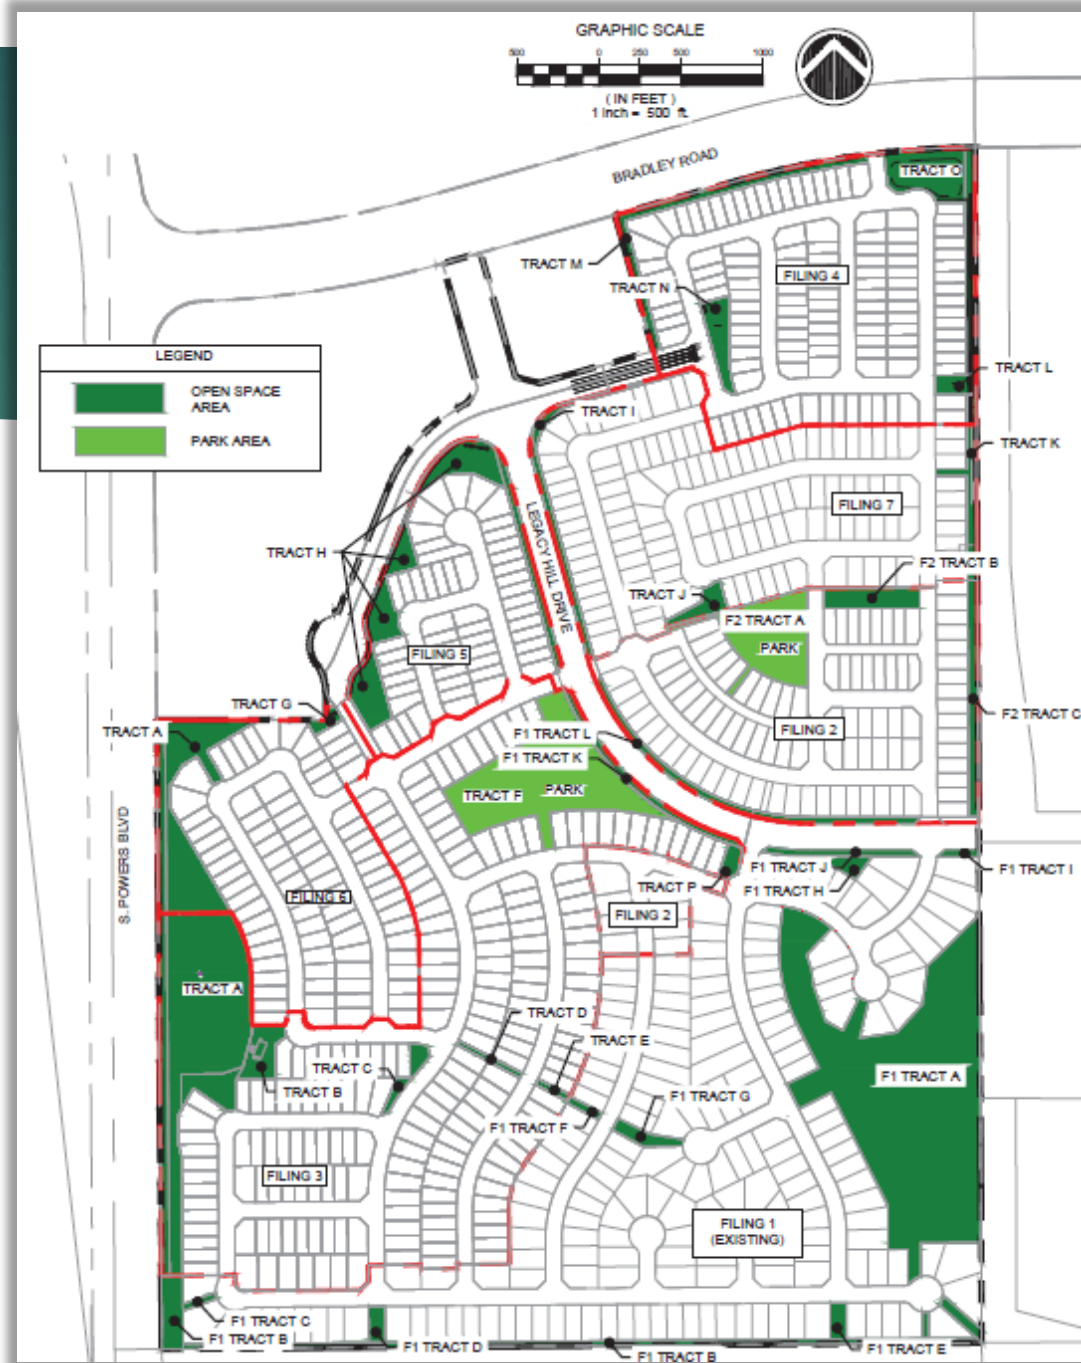 GRAPHIC SCALE
500
0
250
500
1000
( IN FEET )
1 inch = 500 ft.
BRADLEY ROAD
TRACT O
TRACT M
FILING 4
TRACT N
LEGEND
OPEN SPACE
AREA
PARK AREA
TRACT L
TRACT I
TRACT K
FILING 7
LEGACY HILL DRIVE
TRACT H
F2 TRACT B
TRACT J
F2 TRACT A
PARK
FILING 5
TRACT G
TRACT A
F2 TRACT C
FILING 2
F1 TRACT L
F1 TRACT K
TRACT F
PARK
S. POWERS BLVD
F1 TRACT J
F1 TRACT I
TRACT P
F1 TRACT H
FILING 6
FILING 2
TRACT A
TRACT D
TRACT E
TRACT C
F1 TRACT A
TRACT B
F1 TRACT G
F1 TRACT F
FILING 3
FILING 1
(EXISTING)
F1 TRACT C
F1 TRACT B
F1 TRACT D
F1 TRACT B
F1 TRACT E